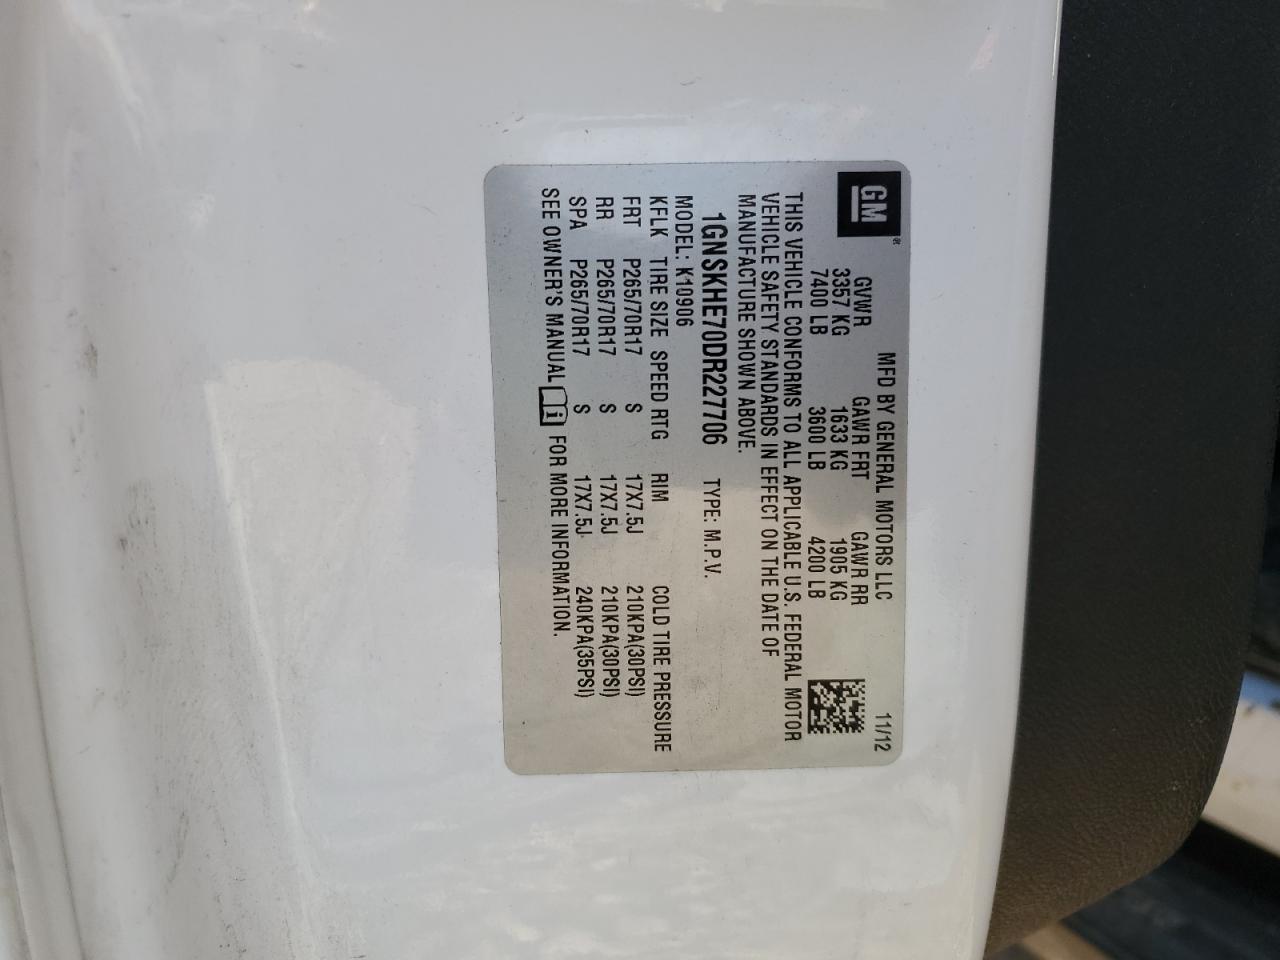 GM
MFD BY GENERAL MOTORS LLC 11/12
GVWR GAWR FRT GAWR RR
3357 KG 1633 KG 1905 KG
7400 LB 3600 LB 4200 LB
THIS VEHICLE CONFORMS TO ALL APPLICABLE U.S. FEDERAL MOTOR
VEHICLE SAFETY STANDARDS IN EFFECT ON THE DATE OF
MANUFACTURE SHOWN ABOVE.
1GNSKHE70DR227706 TYPE: M.P.V.
MODEL: K10906
KFLK TIRE SIZE SPEED RTG RIM COLD TIRE PRESSURE
FRT P265/70R17 S 17X7.5J 210KPA(30PSI)
RR P265/70R17 S 17X7.5J 210KPA(30PSI)
SPA P265/70R17 S 17X7.5J 240KPA(35PSI)
SEE OWNER'S MANUAL i FOR MORE INFORMATION.